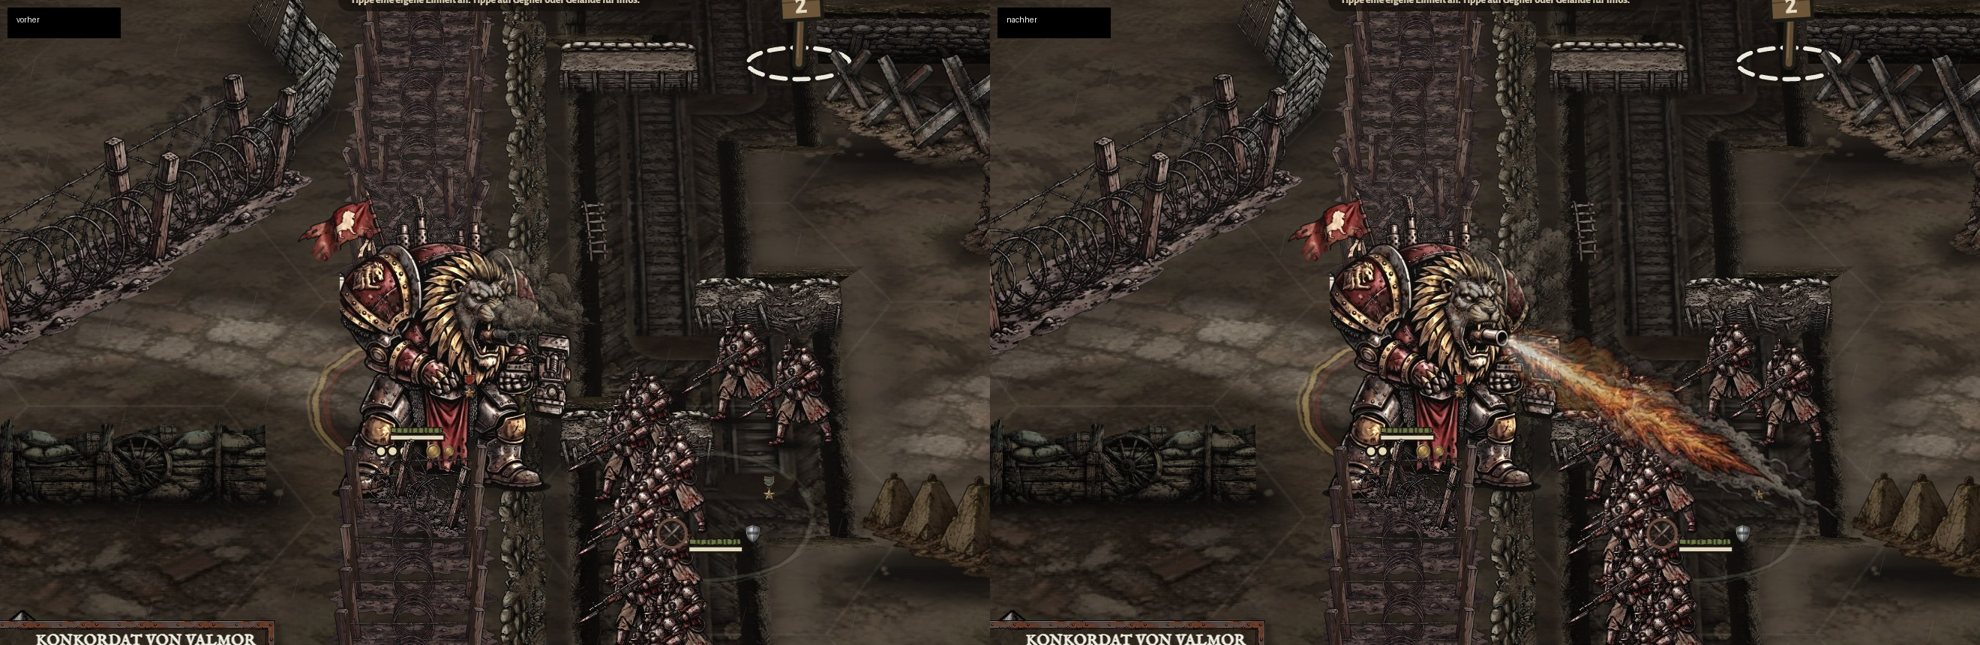 vorher
Tippe eine eigene Einheit an. Tippe auf Gegner oder Gelände für Infos.
2
KONKORDAT VON VALMOR
nachher
Tippe eine eigene Einheit an. Tippe auf Gegner oder Gelände für Infos.
2
KONKORDAT VON VALMOR